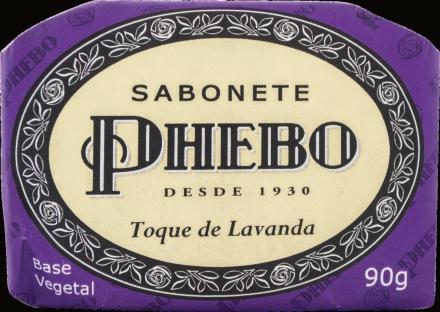 SABONETE
PHEBO
DESDE 1930
Toque de Lavanda
Base
Vegetal
90g